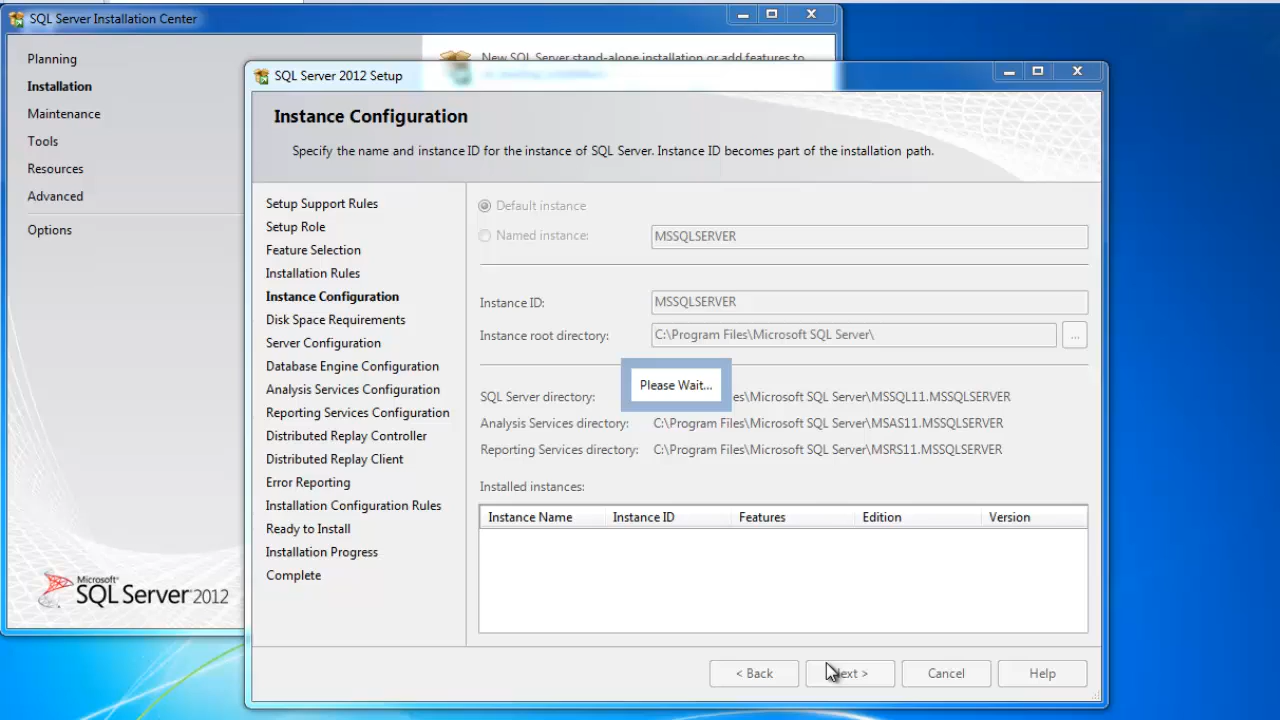 SQL Server Installation Center
Planning
Installation
Maintenance
Tools
Resources
Advanced
Options
Microsoft®
SQL Server 2012
New SQL Server stand-alone installation or add features to
SQL Server 2012 Setup
Instance Configuration
Specify the name and instance ID for the instance of SQL Server. Instance ID becomes part of the installation path.
Setup Support Rules
Setup Role
Feature Selection
Installation Rules
Instance Configuration
Disk Space Requirements
Server Configuration
Database Engine Configuration
Analysis Services Configuration
Reporting Services Configuration
Distributed Replay Controller
Distributed Replay Client
Error Reporting
Installation Configuration Rules
Ready to Install
Installation Progress
Complete
Default instance
Named instance: MSSQLSERVER
Instance ID: MSSQLSERVER
Instance root directory: C:\Program Files\Microsoft SQL Server\ ...
Please Wait...
SQL Server directory: es\Microsoft SQL Server\MSSQL11.MSSQLSERVER
Analysis Services directory: C:\Program Files\Microsoft SQL Server\MSAS11.MSSQLSERVER
Reporting Services directory: C:\Program Files\Microsoft SQL Server\MSRS11.MSSQLSERVER
Installed instances:
Instance Name Instance ID Features Edition Version
< Back ext > Cancel Help